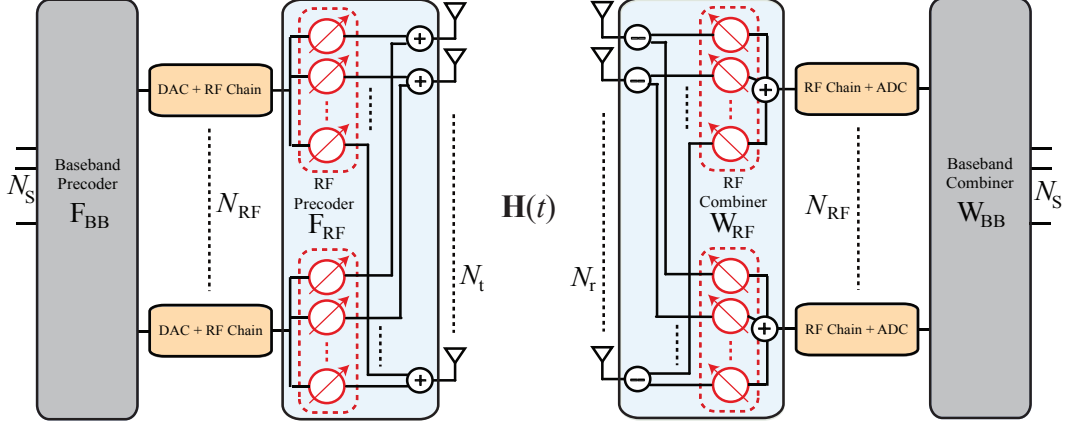 DAC + RF Chain
RF Chain + ADC
Baseband
Precoder
F_BB
N_S
N_RF
RF
Precoder
F_RF
N_t
H(t)
N_r
RF
Combiner
W_RF
N_RF
Baseband
Combiner
W_BB
N_S
DAC + RF Chain
RF Chain + ADC